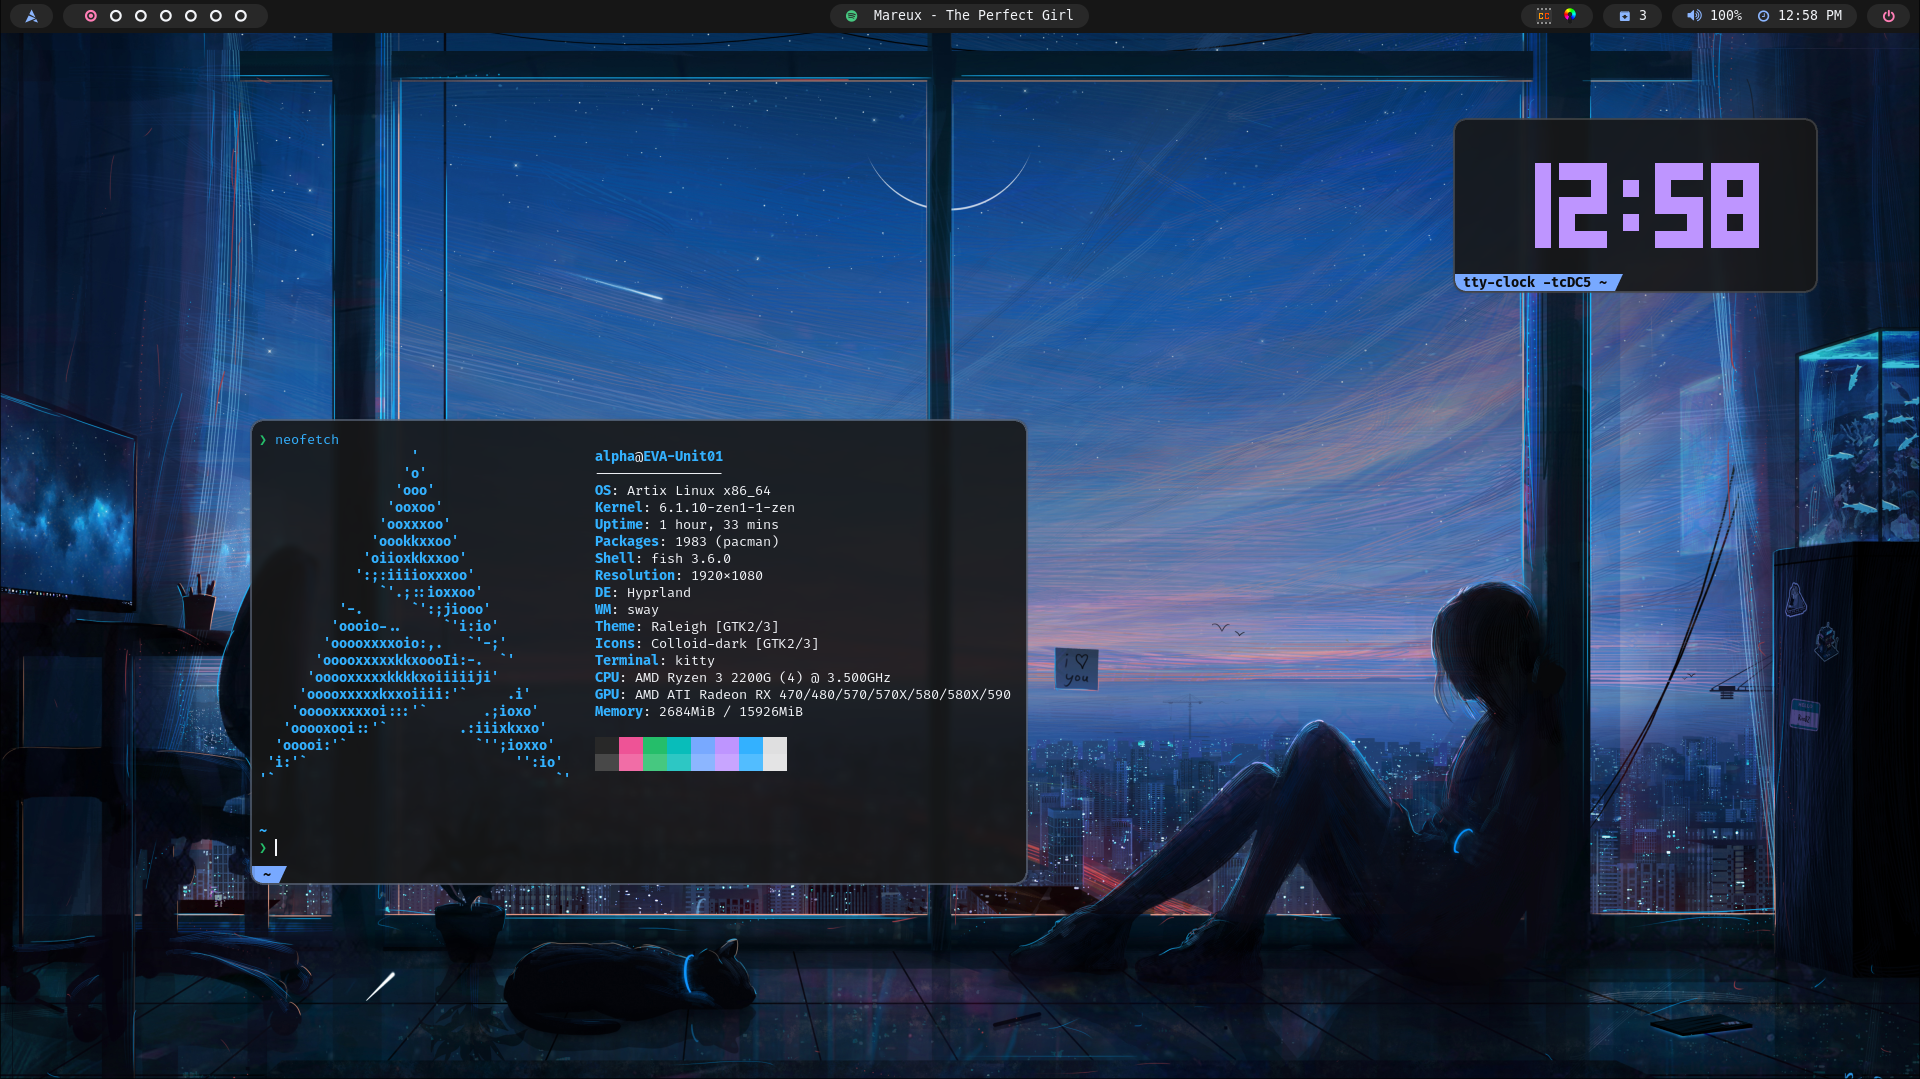 Mareux - The Perfect Girl
3
100%
12:58 PM
12:58
tty-clock -tcDC5 ~
❯ neofetch
'
'o'
'ooo'
'ooxoo'
'ooxxxoo'
'oookkxxoo'
'oiioxkkxxoo'
':;:iiiioxxxoo'
`'.;::ioxxoo'
'-.      `':;jiooo'
'oooio-..     `'i:io'
'ooooxxxxoio:,.   `'-;'
'ooooxxxxxkkxoooIi:-.  `'
'ooooxxxxxkkkkxoiiiiiji'
'ooooxxxxxkxxoiiii:'`     .i'
'ooooxxxxxoi:::'`       .;ioxo'
'ooooxooi::'`         .:iiixkxxo'
'ooooi:'`                `'';ioxxo'
'i:'`                          '':io'
'`                                   `'
alpha@EVA-Unit01
----------------
OS: Artix Linux x86_64
Kernel: 6.1.10-zen1-1-zen
Uptime: 1 hour, 33 mins
Packages: 1983 (pacman)
Shell: fish 3.6.0
Resolution: 1920×1080
DE: Hyprland
WM: sway
Theme: Raleigh [GTK2/3]
Icons: Colloid-dark [GTK2/3]
Terminal: kitty
CPU: AMD Ryzen 3 2200G (4) @ 3.500GHz
GPU: AMD ATI Radeon RX 470/480/570/570X/580/580X/590
Memory: 2684MiB / 15926MiB
~
❯
~
i ♡
you